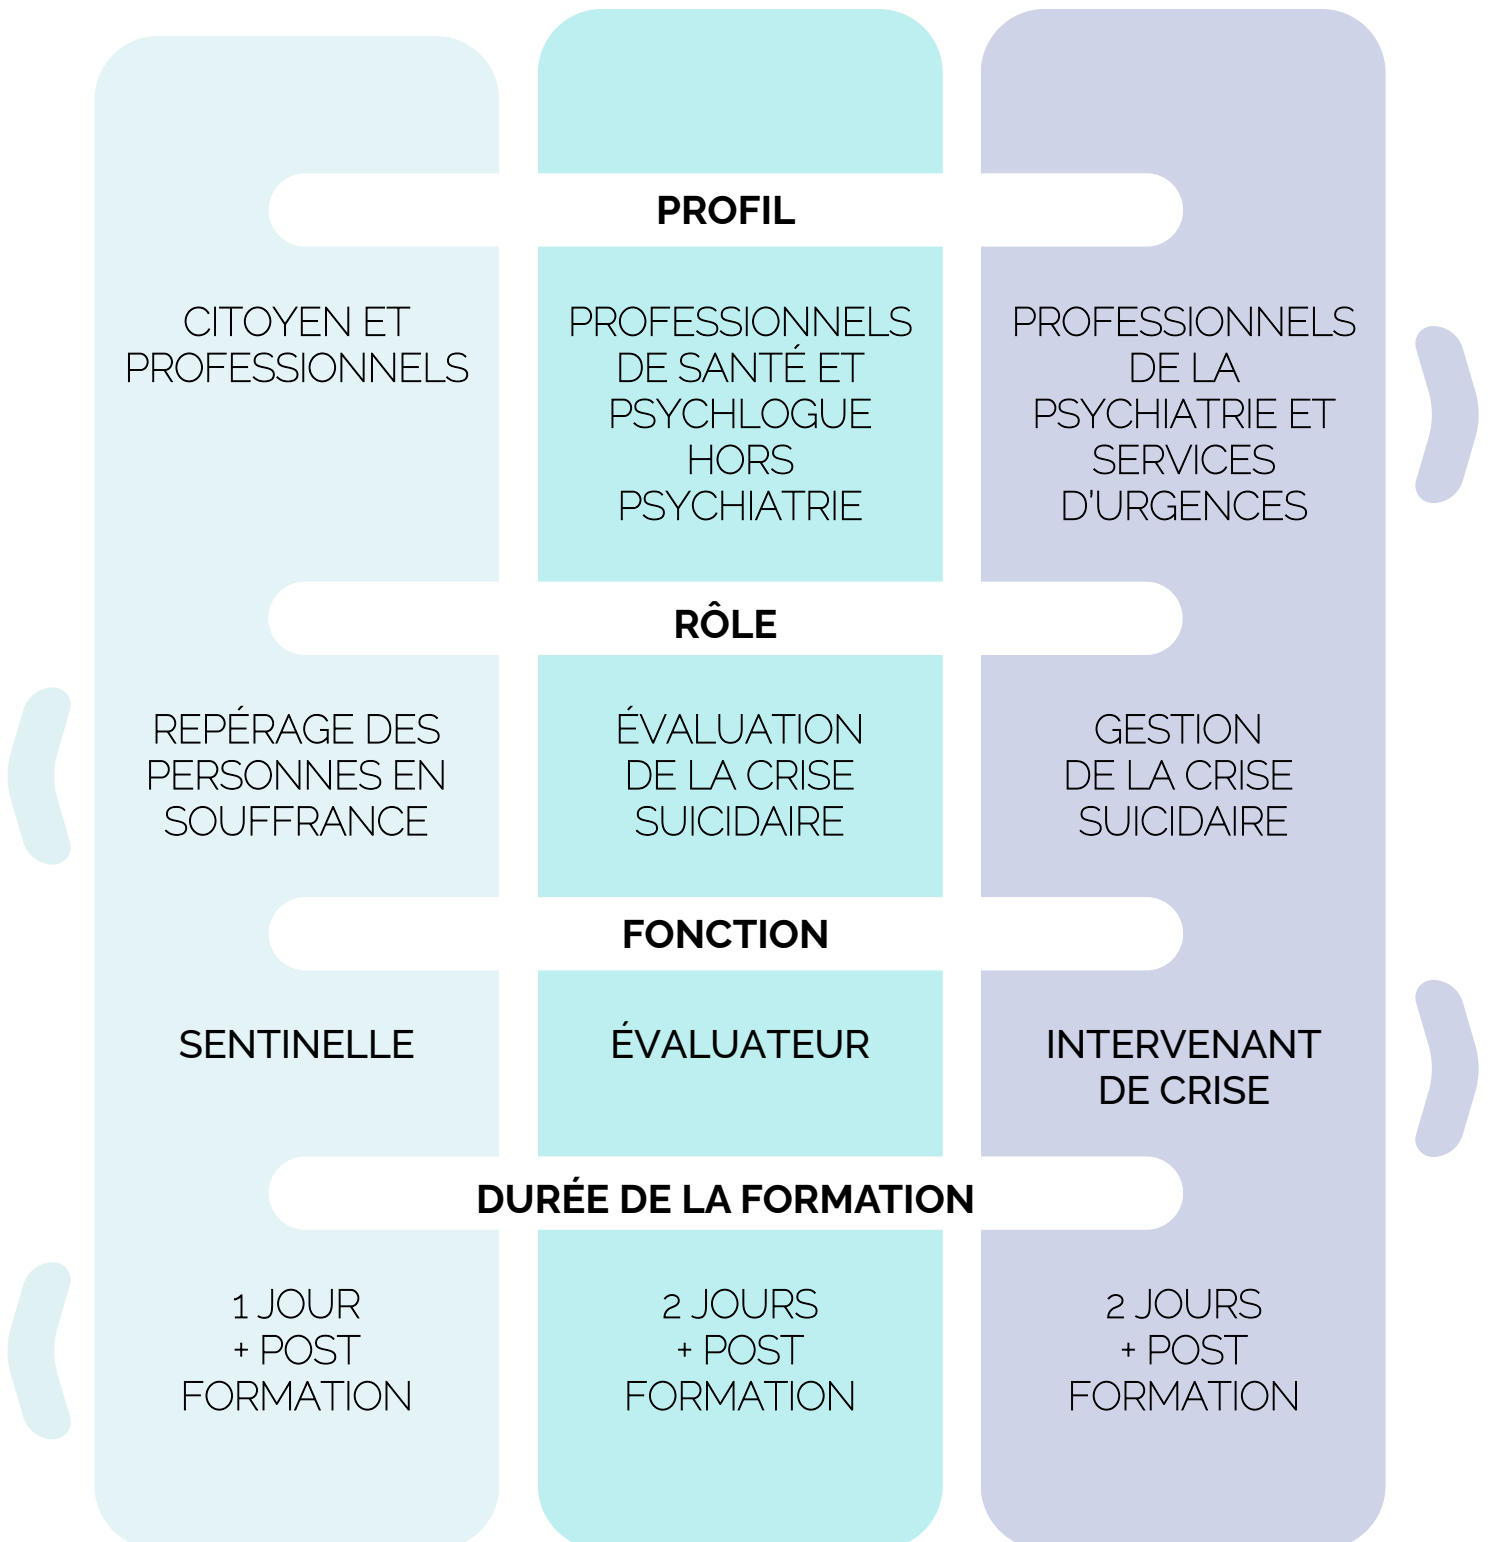 PROFIL
CITOYEN ET
PROFESSIONNELS
PROFESSIONNELS
DE SANTÉ ET
PSYCHLOGUE
HORS
PSYCHIATRIE
PROFESSIONNELS
DE LA
PSYCHIATRIE ET
SERVICES
D'URGENCES
RÔLE
REPÉRAGE DES
PERSONNES EN
SOUFFRANCE
ÉVALUATION
DE LA CRISE
SUICIDAIRE
GESTION
DE LA CRISE
SUICIDAIRE
FONCTION
SENTINELLE
ÉVALUATEUR
INTERVENANT
DE CRISE
DURÉE DE LA FORMATION
1 JOUR
+ POST
FORMATION
2 JOURS
+ POST
FORMATION
2 JOURS
+ POST
FORMATION